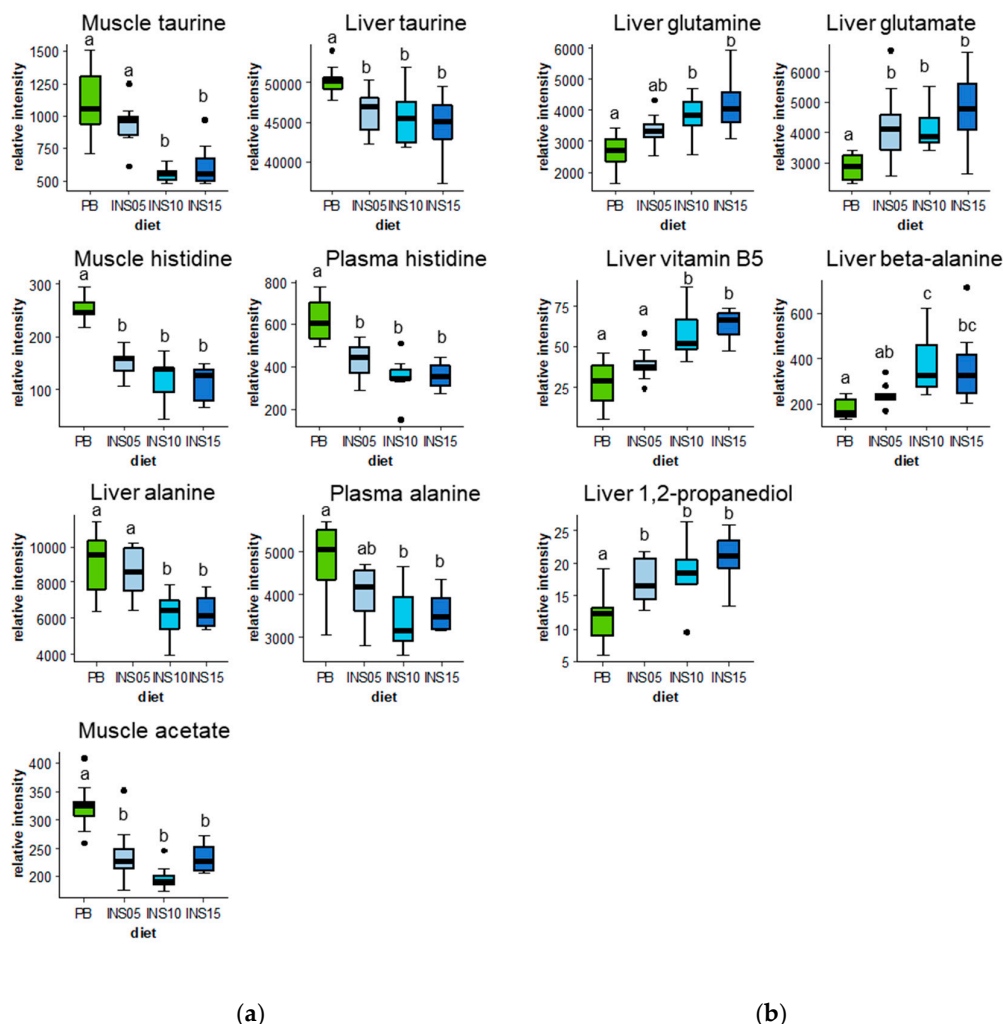 Muscle taurine
relative intensity
1500
1250
1000
750
500
a
a
b
b
PB INS05 INS10 INS15
diet
Liver taurine
relative intensity
50000
45000
40000
a
b
b
b
PB INS05 INS10 INS15
diet
Liver glutamine
relative intensity
6000
5000
4000
3000
2000
a
ab
b
b
PB INS05 INS10 INS15
diet
Liver glutamate
relative intensity
6000
5000
4000
3000
a
b
b
b
PB INS05 INS10 INS15
diet
Muscle histidine
relative intensity
300
200
100
a
b
b
b
PB INS05 INS10 INS15
diet
Plasma histidine
relative intensity
800
600
400
200
a
b
b
b
PB INS05 INS10 INS15
diet
Liver vitamin B5
relative intensity
75
50
25
a
a
b
b
PB INS05 INS10 INS15
diet
Liver beta-alanine
relative intensity
600
400
200
a
ab
c
bc
PB INS05 INS10 INS15
diet
Liver alanine
relative intensity
10000
8000
6000
4000
a
a
b
b
PB INS05 INS10 INS15
diet
Plasma alanine
relative intensity
5000
4000
3000
a
ab
b
b
PB INS05 INS10 INS15
diet
Liver 1,2-propanediol
relative intensity
25
20
15
10
5
a
b
b
b
PB INS05 INS10 INS15
diet
Muscle acetate
relative intensity
400
350
300
250
200
a
b
b
b
PB INS05 INS10 INS15
diet
(a) (b)